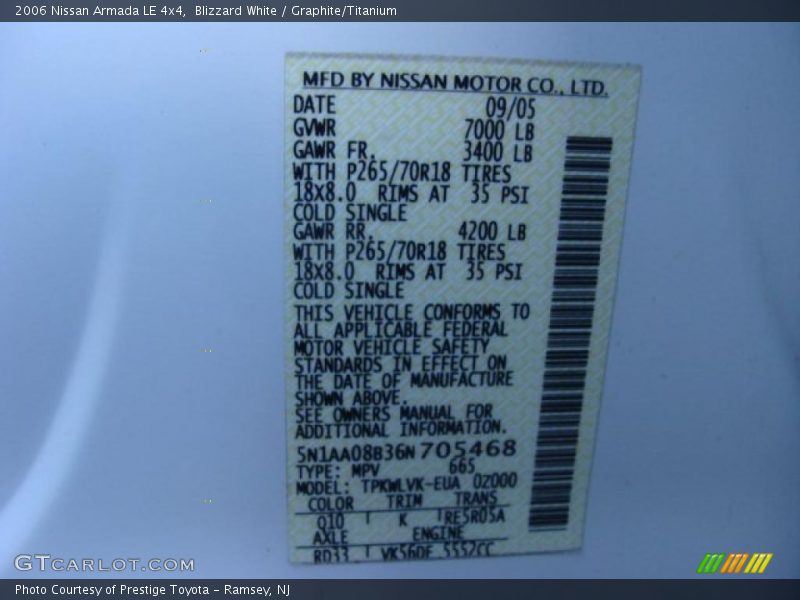 2006 Nissan Armada LE 4x4, Blizzard White / Graphite/Titanium
MFD BY NISSAN MOTOR CO., LTD.
DATE 09/05
GVWR 7000 LB
GAWR FR. 3400 LB
WITH P265/70R18 TIRES
18X8.0 RIMS AT 35 PSI
COLD SINGLE
GAWR RR. 4200 LB
WITH P265/70R18 TIRES
18X8.0 RIMS AT 35 PSI
COLD SINGLE
THIS VEHICLE CONFORMS TO
ALL APPLICABLE FEDERAL
MOTOR VEHICLE SAFETY
STANDARDS IN EFFECT ON
THE DATE OF MANUFACTURE
SHOWN ABOVE.
SEE OWNERS MANUAL FOR
ADDITIONAL INFORMATION.
5N1AA08B36N705468
TYPE: MPV 665
MODEL: TPKWLVK-EUA 0Z000
COLOR TRIM TRANS
Q10 K RE5R05A
AXLE ENGINE
RD33 VK56DE 5552CC
GTCARLOT.COM
Photo Courtesy of Prestige Toyota - Ramsey, NJ